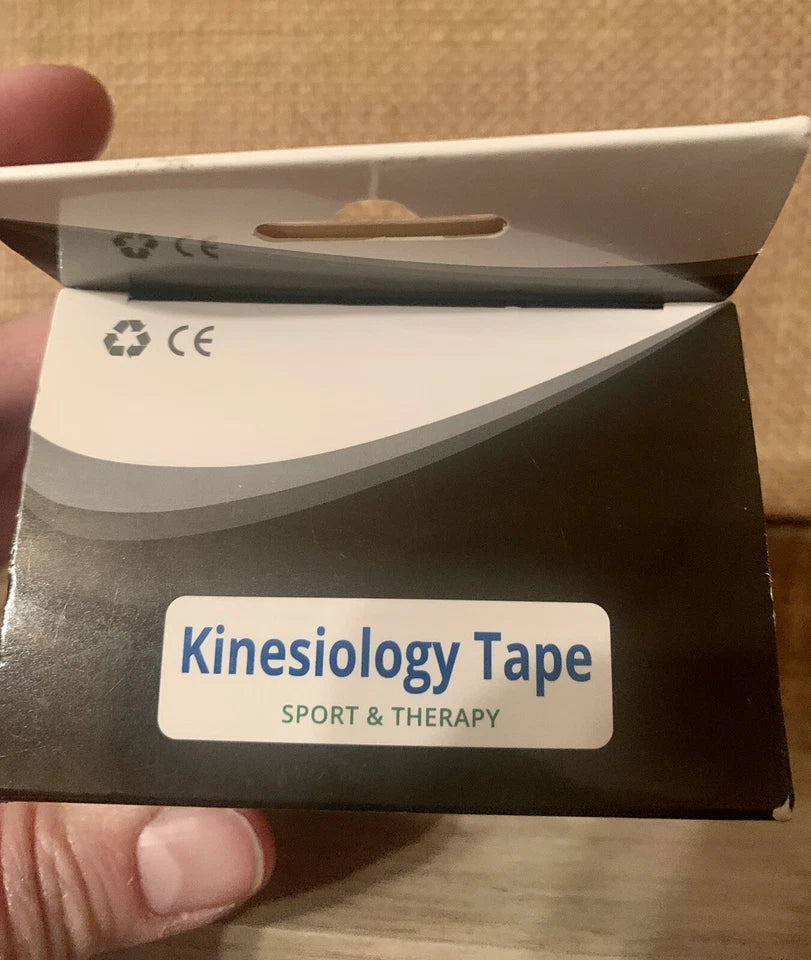 CE
CE
Kinesiology Tape
SPORT & THERAPY